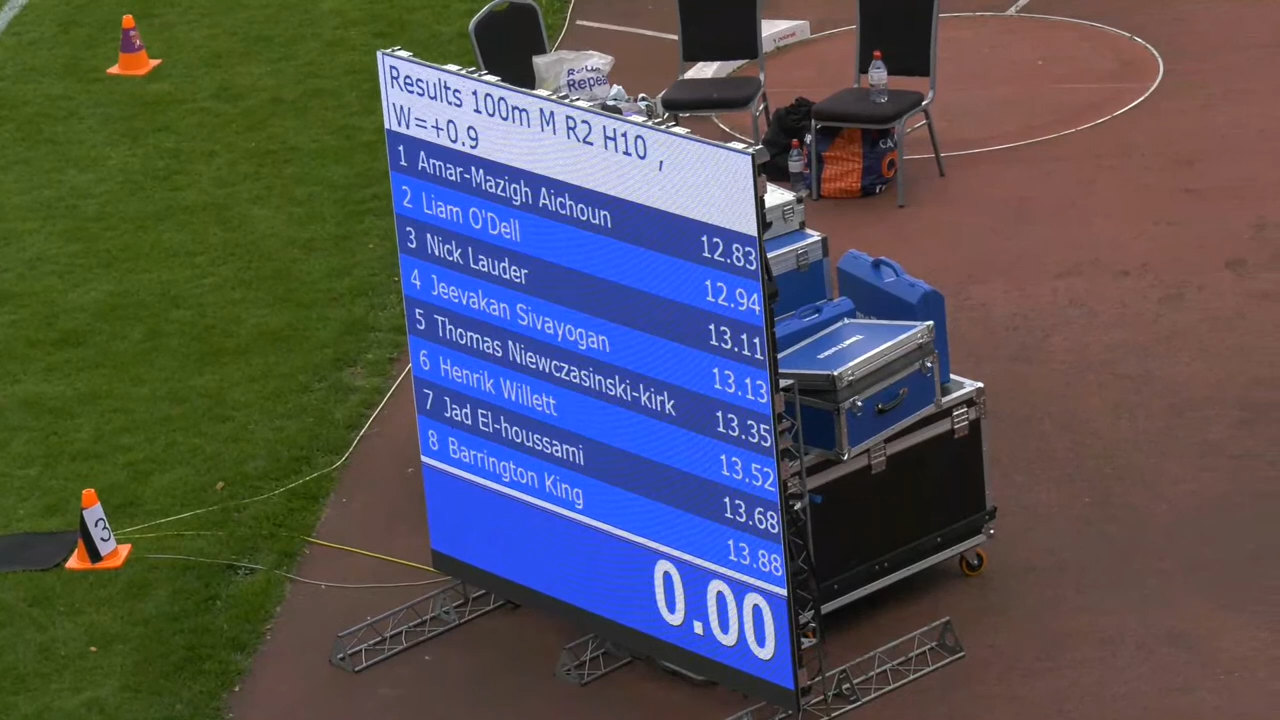 Results 100m M R2 H10 ,
W=+0.9
1 Amar-Mazigh Aichoun 12.83
2 Liam O'Dell 12.94
3 Nick Lauder 13.11
4 Jeevakan Sivayogan 13.13
5 Thomas Niewczasinski-kirk 13.35
6 Henrik Willett 13.52
7 Jad El-houssami 13.68
8 Barrington King 13.88
0.00
3
Repea
TimeTronics